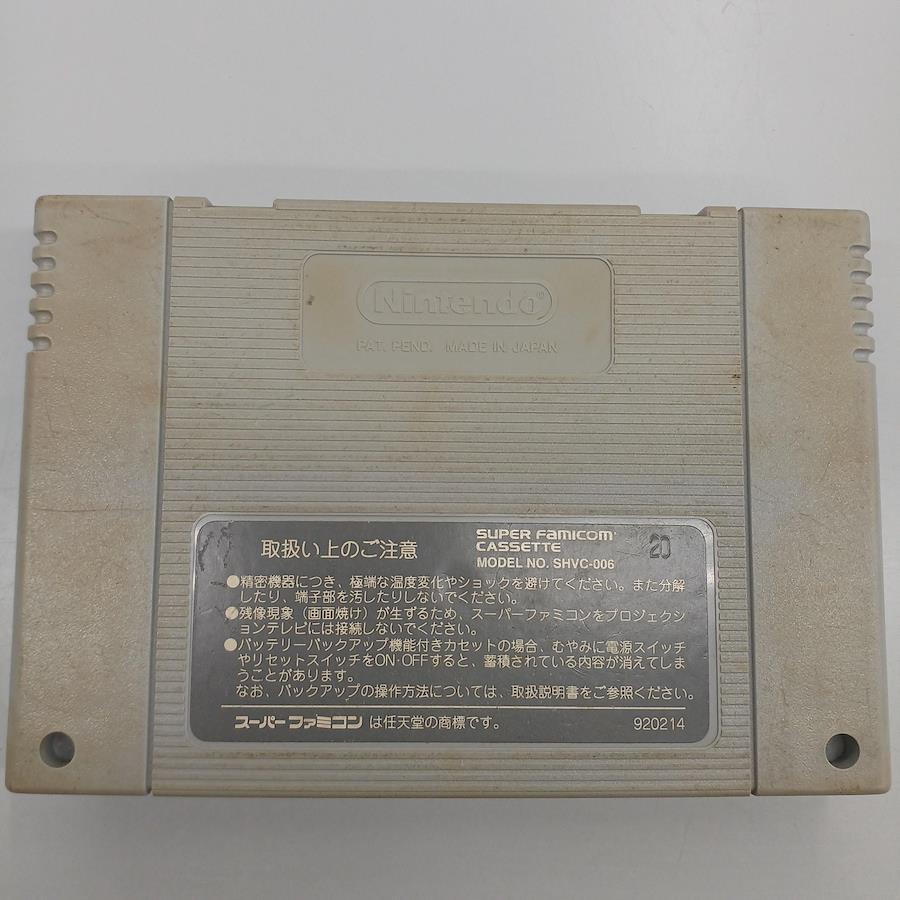 Nintendo®
PAT. PEND. MADE IN JAPAN
取扱い上のご注意
SUPER FAMICOM
CASSETTE
MODEL NO. SHVC-006
20
●精密機器につき、極端な温度変化やショックを避けてください。また分解
したり、端子部を汚したりしないでください。
●残像現象（画面焼け）が生ずるため、スーパーファミコンをプロジェクシ
ョンテレビには接続しないでください。
●バッテリーバックアップ機能付きカセットの場合、むやみに電源スイッチ
やリセットスイッチをON·OFFすると、蓄積されている内容が消えてしま
うことがあります。
なお、バックアップの操作方法については、取扱説明書をご参照ください。
スーパーファミコン は任天堂の商標です。
920214